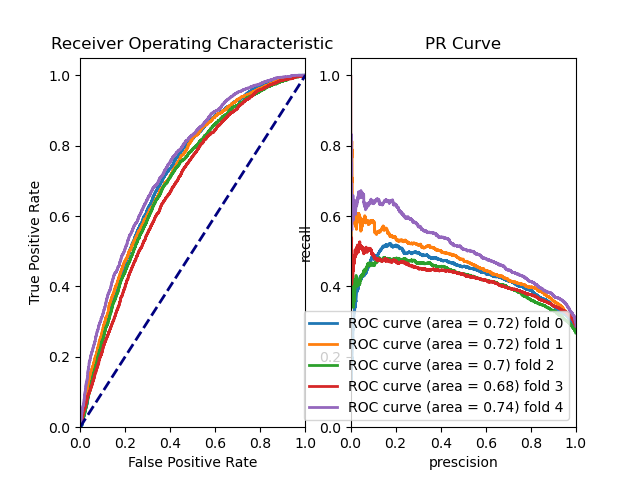 Receiver Operating Characteristic
True Positive Rate
1.0
0.8
0.6
0.4
0.2
0.0
0.0 0.2 0.4 0.6 0.8 1.0
False Positive Rate
PR Curve
recall
1.0
0.8
0.6
0.4
0.2
0.0
0.0 0.2 0.4 0.6 0.8 1.0
prescision
ROC curve (area = 0.72) fold 0
ROC curve (area = 0.72) fold 1
ROC curve (area = 0.7) fold 2
ROC curve (area = 0.68) fold 3
ROC curve (area = 0.74) fold 4